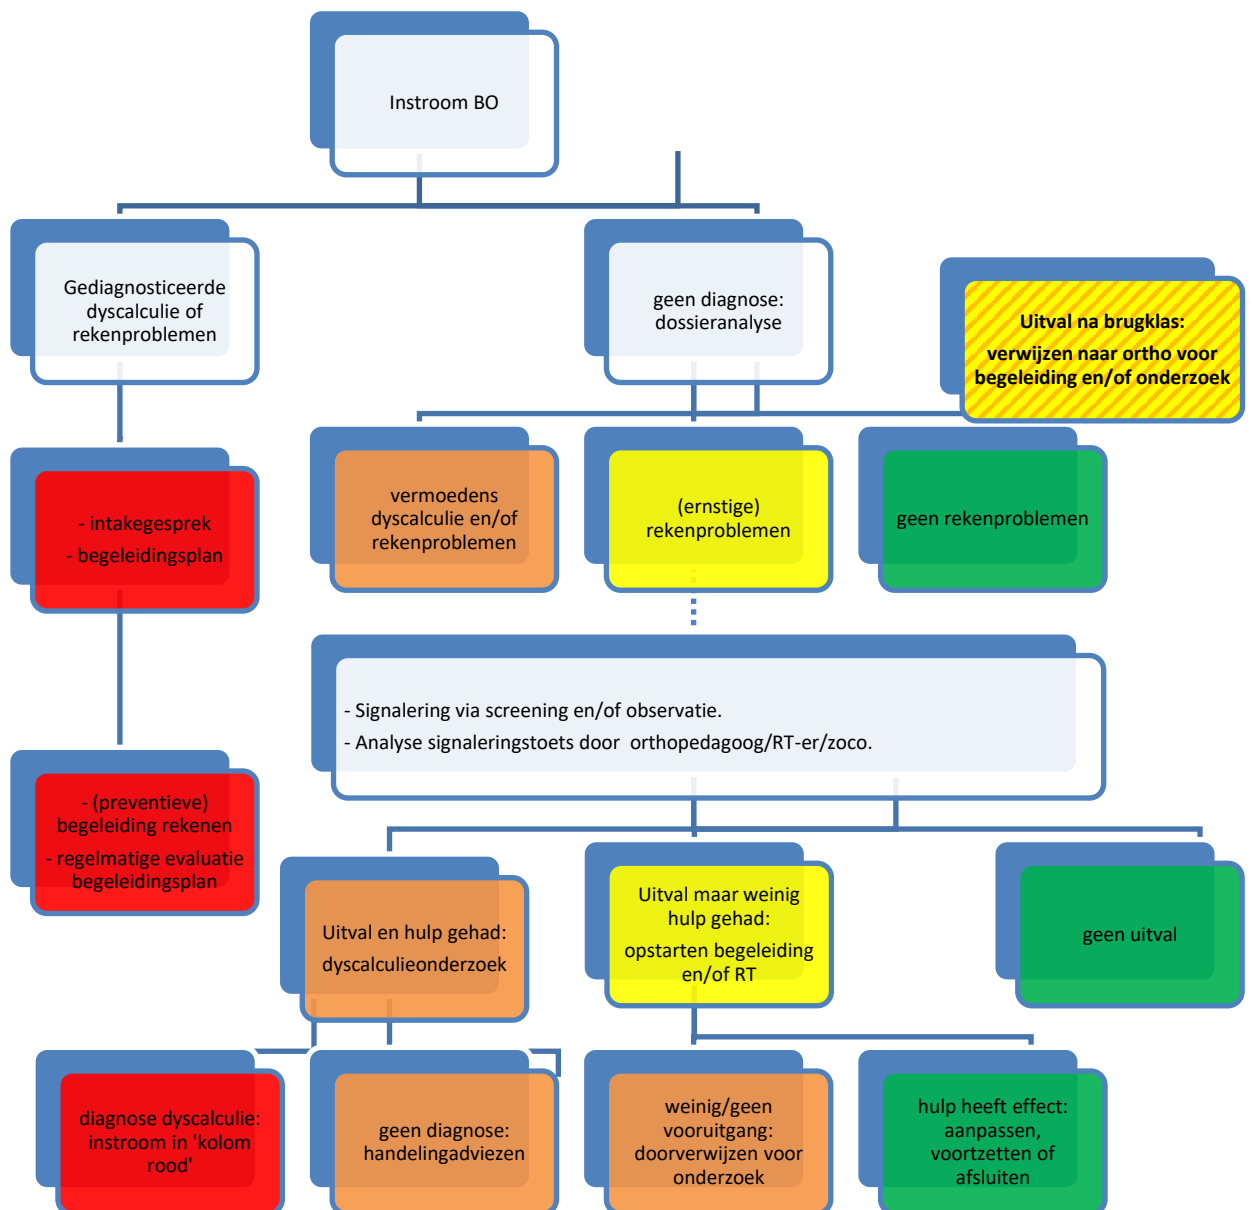 Instroom BO
Gediagnosticeerde
dyscalculie of
rekenproblemen
geen diagnose:
dossieranalyse
Uitval na brugklas:
verwijzen naar ortho voor
begeleiding en/of onderzoek
- intakegesprek
- begeleidingsplan
vermoedens
dyscalculie en/of
rekenproblemen
(ernstige)
rekenproblemen
geen rekenproblemen
- Signalering via screening en/of observatie.
- Analyse signaleringstoets door orthopedagoog/RT-er/zoco.
- (preventieve)
begeleiding rekenen
- regelmatige evaluatie
begeleidingsplan
Uitval en hulp gehad:
dyscalculieonderzoek
Uitval maar weinig
hulp gehad:
opstarten begeleiding
en/of RT
geen uitval
diagnose dyscalculie:
instroom in 'kolom
rood'
geen diagnose:
handelingadviezen
weinig/geen
vooruitgang:
doorverwijzen voor
onderzoek
hulp heeft effect:
aanpassen,
voortzetten of
afsluiten